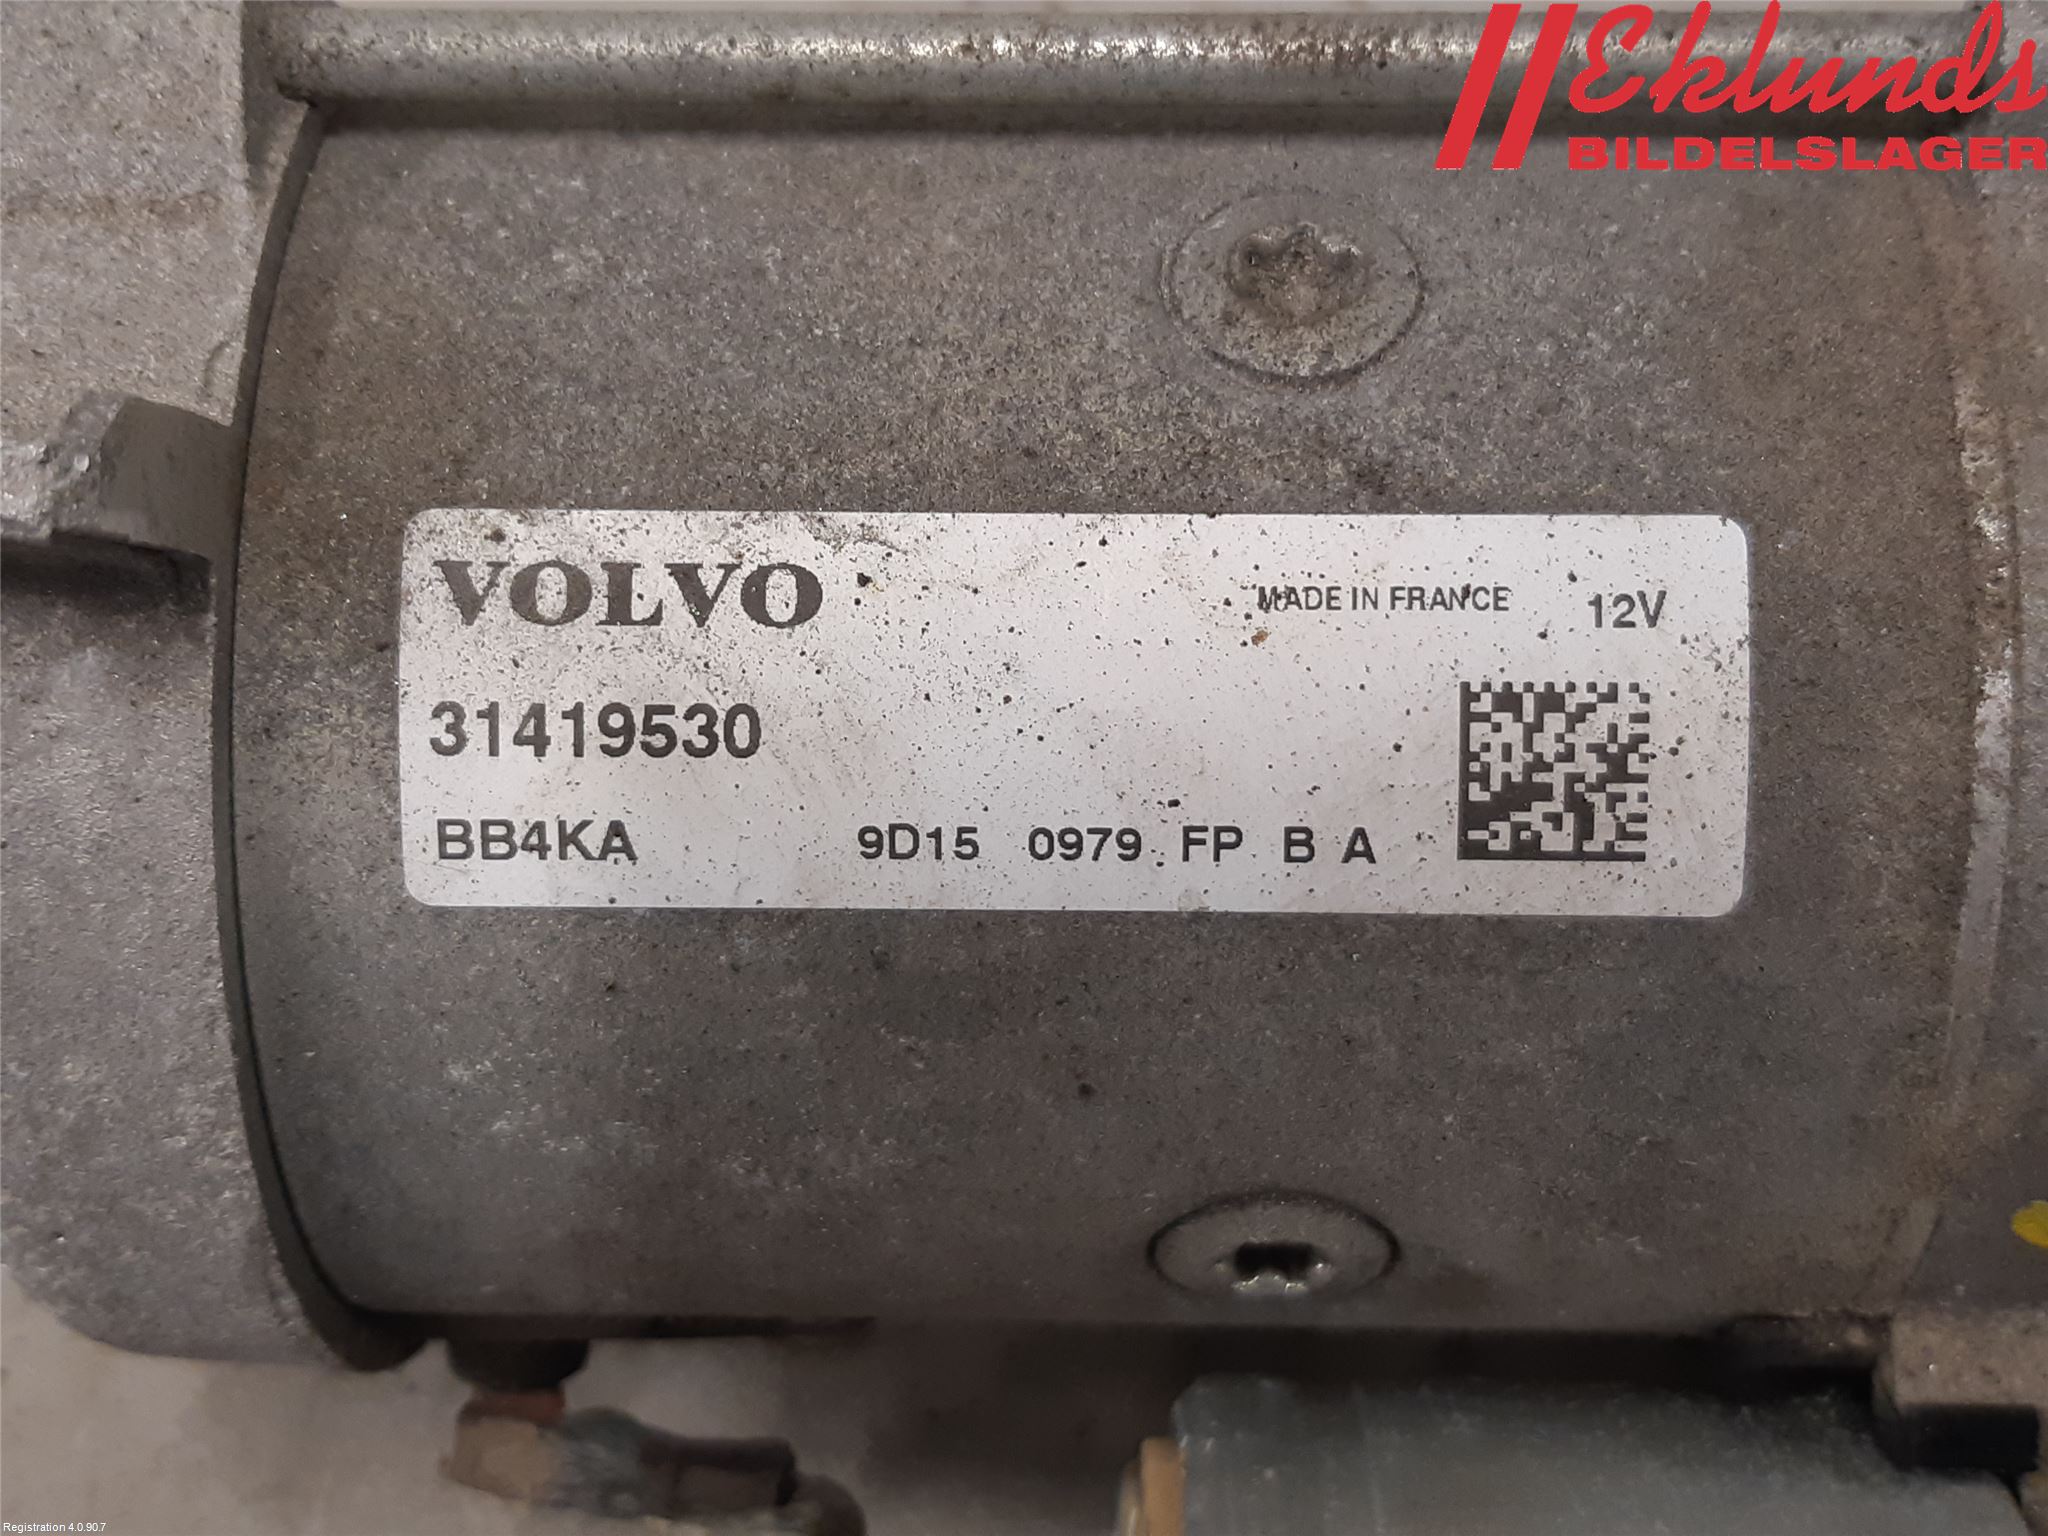 Eklunds
BILDELSLAGER
VOLVO
MADE IN FRANCE 12V
31419530
BB4KA 9D15 0979 FP B A
Registration 4.0.90.7